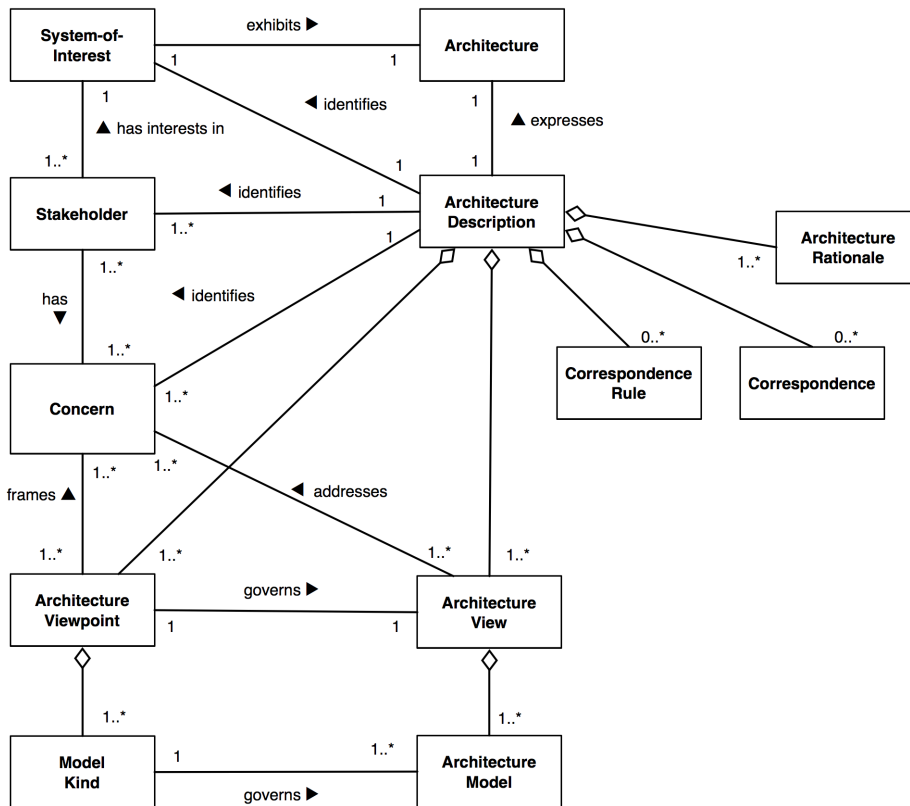 System-of-
Interest
exhibits ▶
1
1
Architecture
1
◀ identifies
1
▲ has interests in
1..*
1
1
▲ expresses
1
Stakeholder
◀ identifies
1..*
1
Architecture
Description
1..*
Architecture
Rationale
1..*
has
▼
1..*
◀ identifies
1
1..*
0..*
Correspondence
Rule
0..*
Correspondence
Concern
1..*
1..*
frames ▲
◀ addresses
1..*
1..*
1..*
1..*
Architecture
Viewpoint
governs ▶
1
1
Architecture
View
1..*
1..*
Model
Kind
1
1..*
governs ▶
Architecture
Model